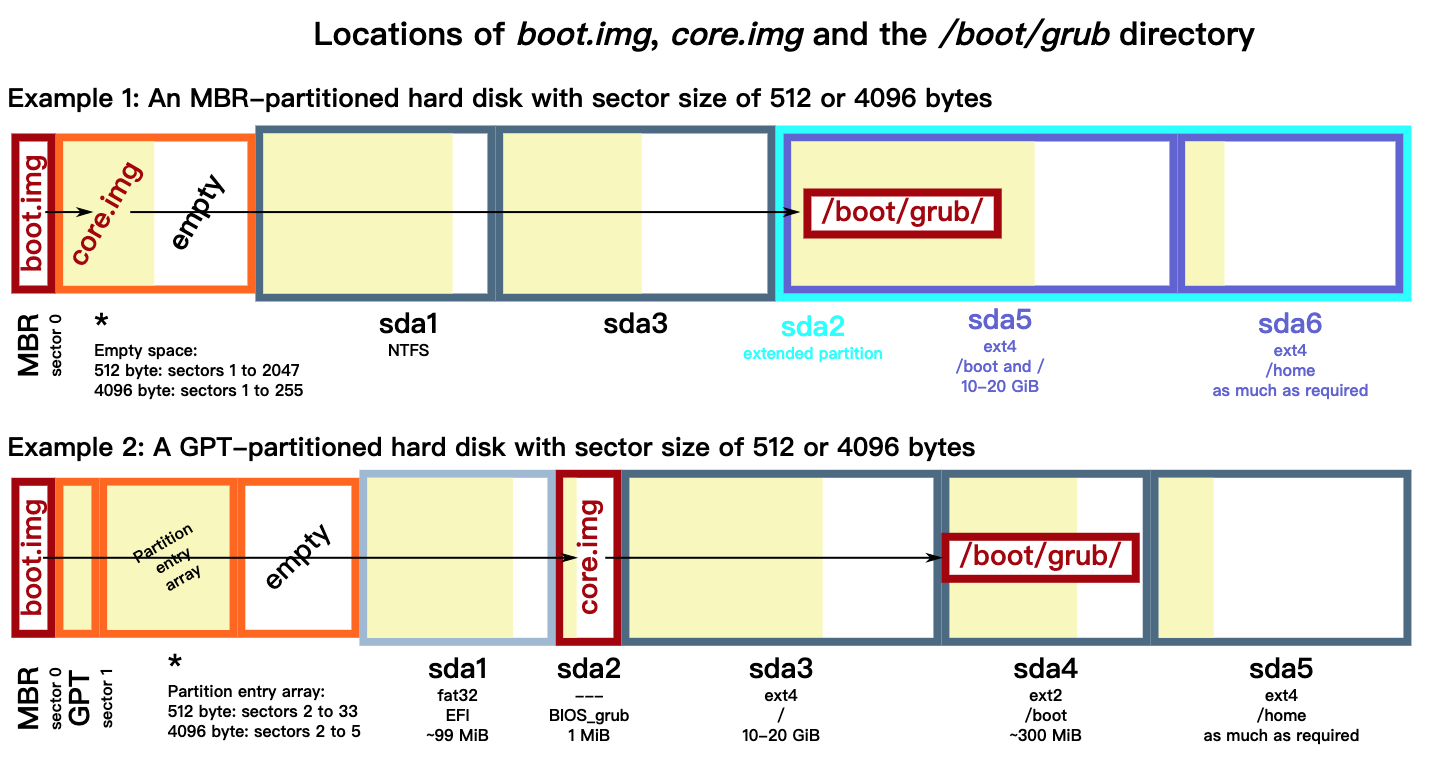 Locations of boot.img, core.img and the /boot/grub directory
Example 1: An MBR-partitioned hard disk with sector size of 512 or 4096 bytes
boot.img
core.img
empty
/boot/grub/
MBR
sector 0
*
Empty space:
512 byte: sectors 1 to 2047
4096 byte: sectors 1 to 255
sda1
NTFS
sda3
sda2
extended partition
sda5
ext4
/boot and /
10-20 GiB
sda6
ext4
/home
as much as required
Example 2: A GPT-partitioned hard disk with sector size of 512 or 4096 bytes
boot.img
Partition
entry
array
empty
core.img
/boot/grub/
MBR
sector 0
GPT
sector 1
*
Partition entry array:
512 byte: sectors 2 to 33
4096 byte: sectors 2 to 5
sda1
fat32
EFI
~99 MiB
sda2
---
BIOS_grub
1 MiB
sda3
ext4
/
10-20 GiB
sda4
ext2
/boot
~300 MiB
sda5
ext4
/home
as much as required